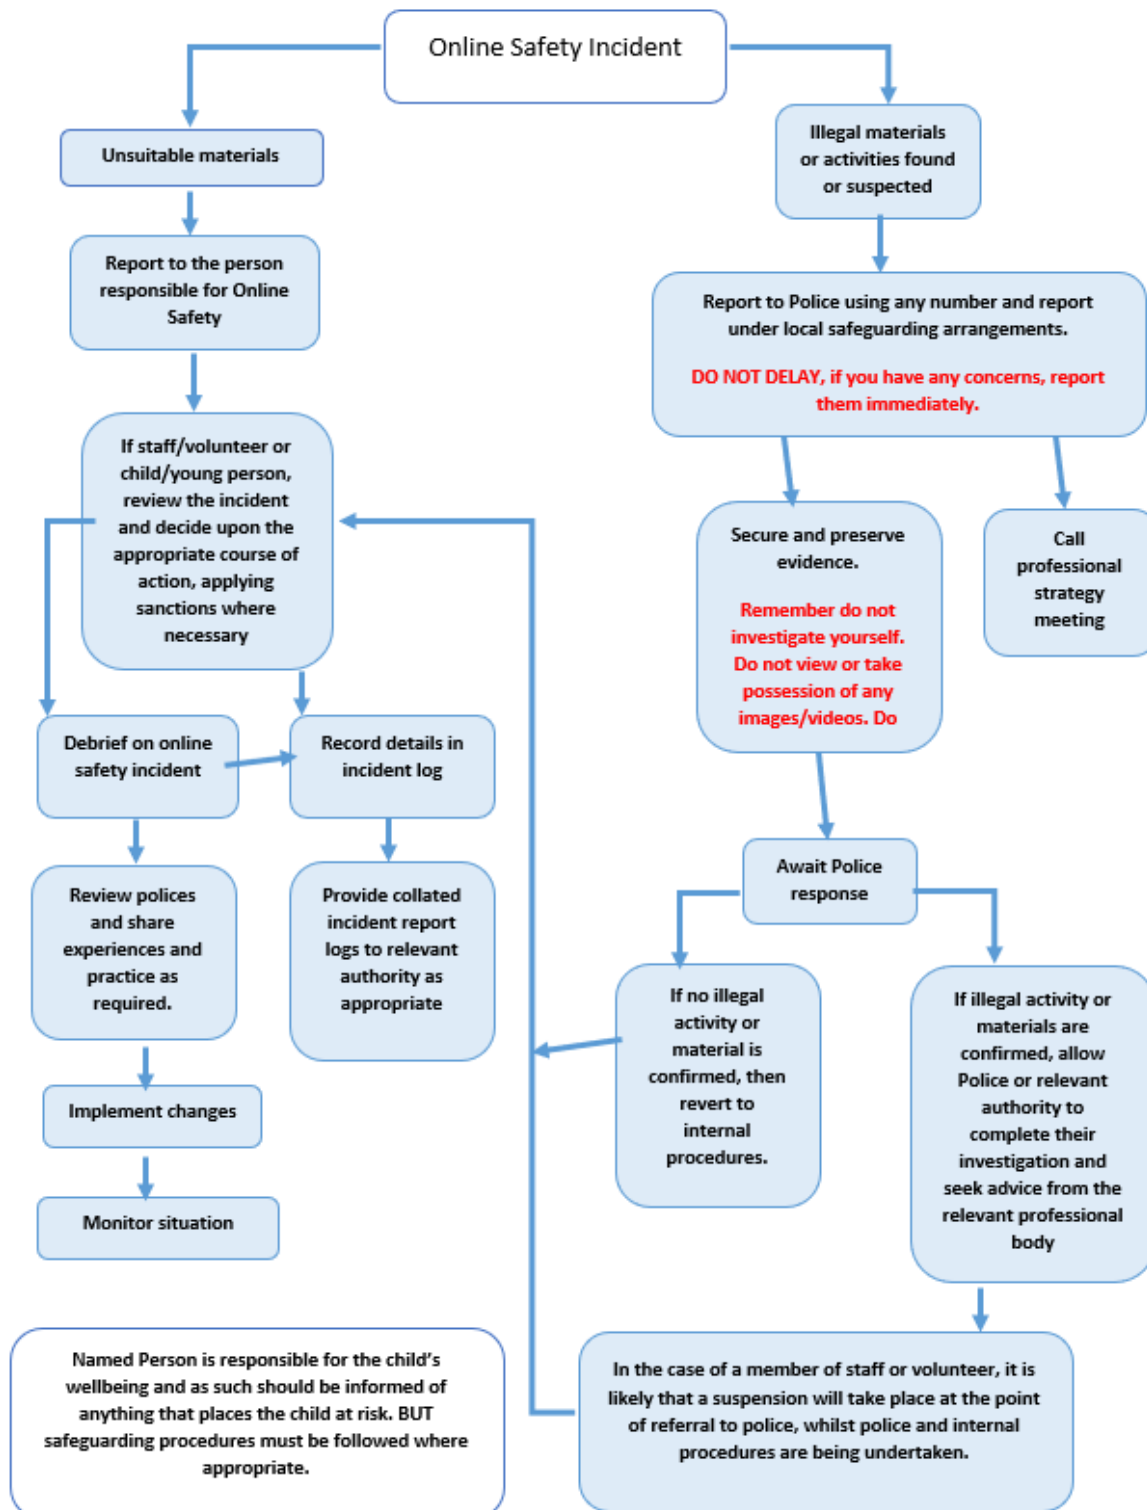 Online Safety Incident
Unsuitable materials
Illegal materials
or activities found
or suspected
Report to the person
responsible for Online
Safety
Report to Police using any number and report
under local safeguarding arrangements.
DO NOT DELAY, if you have any concerns, report
them immediately.
If staff/volunteer or
child/young person,
review the incident
and decide upon the
appropriate course of
action, applying
sanctions where
necessary
Secure and preserve
evidence.
Remember do not
investigate yourself.
Do not view or take
possession of any
images/videos. Do
Call
professional
strategy
meeting
Debrief on online
safety incident
Record details in
incident log
Await Police
response
Review polices
and share
experiences and
practice as
required.
Provide collated
incident report
logs to relevant
authority as
appropriate
If no illegal
activity or
material is
confirmed, then
revert to
internal
procedures.
If illegal activity or
materials are
confirmed, allow
Police or relevant
authority to
complete their
investigation and
seek advice from the
relevant professional
body
Implement changes
Monitor situation
Named Person is responsible for the child's
wellbeing and as such should be informed of
anything that places the child at risk. BUT
safeguarding procedures must be followed where
appropriate.
In the case of a member of staff or volunteer, it is
likely that a suspension will take place at the point
of referral to police, whilst police and internal
procedures are being undertaken.